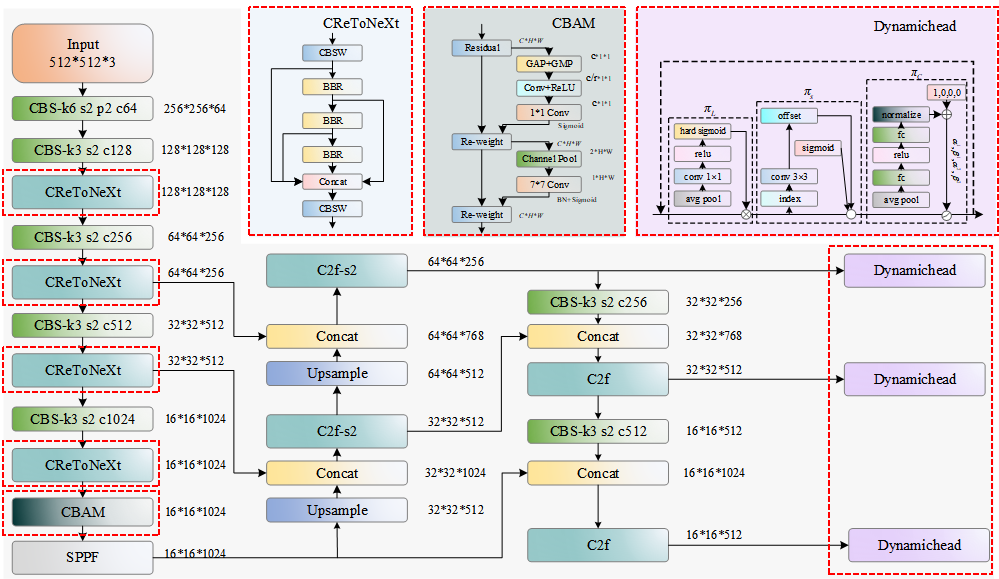 Input
512*512*3
CBS-k6 s2 p2 c64
256*256*64
CBS-k3 s2 c128
128*128*128
CReToNeXt
128*128*128
CBS-k3 s2 c256
64*64*256
CReToNeXt
64*64*256
CBS-k3 s2 c512
32*32*512
CReToNeXt
32*32*512
CBS-k3 s2 c1024
16*16*1024
CReToNeXt
16*16*1024
CBAM
16*16*1024
SPPF
16*16*1024
CReToNeXt
CBSW
BBR
BBR
BBR
Concat
CBSW
CBAM
Residual
C*H*W
GAP+GMP
C*1*1
Conv+ReLU
C/r*1*1
1*1 Conv
C*1*1
Sigmoid
Re-weight
C*H*W
Channel Pool
2*H*W
7*7 Conv
1*H*W
BN+Sigmoid
Re-weight
C*H*W
Dynamichead
π_L
hard sigmoid
relu
conv 1×1
avg pool
π_s
offset
sigmoid
conv 3×3
index
π_C
1,0,0,0
normalize
fc
relu
fc
avg pool
C2f-s2
64*64*256
Concat
64*64*768
Upsample
64*64*512
C2f-s2
32*32*512
Concat
32*32*1024
Upsample
32*32*512
CBS-k3 s2 c256
32*32*256
Concat
32*32*768
C2f
32*32*512
CBS-k3 s2 c512
16*16*512
Concat
16*16*1024
C2f
16*16*512
Dynamichead
Dynamichead
Dynamichead